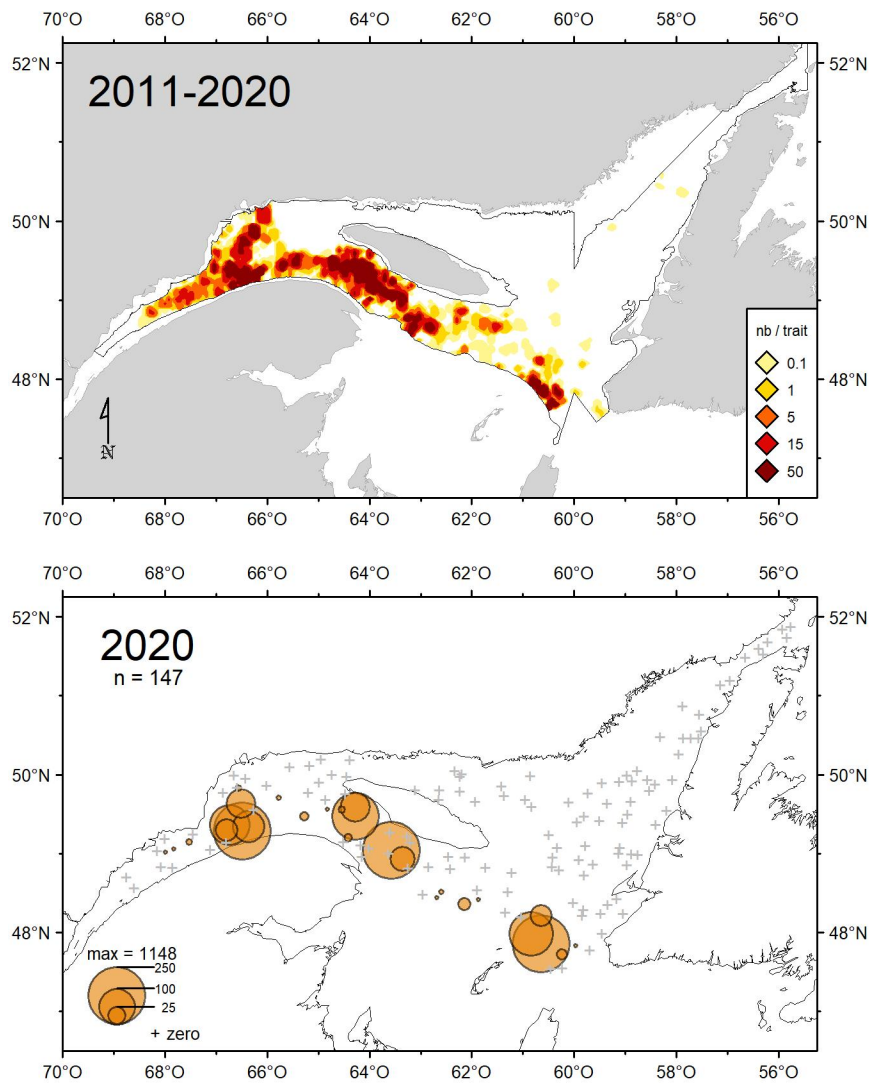 70°O 68°O 66°O 64°O 62°O 60°O 58°O 56°O
52°N 52°N
2011-2020
50°N 50°N
nb / trait
0.1
48°N 48°N
1
5
N
15
50
70°O 68°O 66°O 64°O 62°O 60°O 58°O 56°O
70°O 68°O 66°O 64°O 62°O 60°O 58°O 56°O
52°N 52°N
2020
n = 147
50°N 50°N
48°N 48°N
max = 1148
250
100
25
+ zero
70°O 68°O 66°O 64°O 62°O 60°O 58°O 56°O